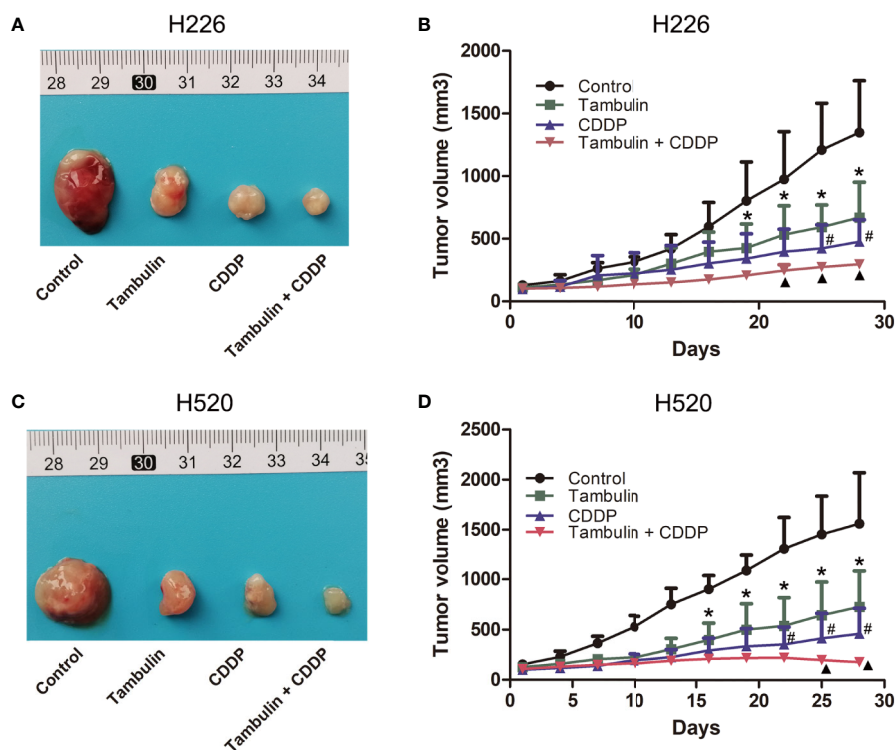 A
H226
28 29 30 31 32 33 34
Control
Tambulin
CDDP
Tambulin + CDDP
B
H226
Tumor volume (mm3)
2000
1500
1000
500
0
Control
Tambulin
CDDP
Tambulin + CDDP
* * * *
# #
▲ ▲ ▲
0 10 20 30
Days
C
H520
28 29 30 31 32 33 34 35
Control
Tambulin
CDDP
Tambulin + CDDP
D
H520
Tumor volume (mm3)
2500
2000
1500
1000
500
0
Control
Tambulin
CDDP
Tambulin + CDDP
* * * * *
# # #
▲ ▲
0 5 10 15 20 25 30
Days